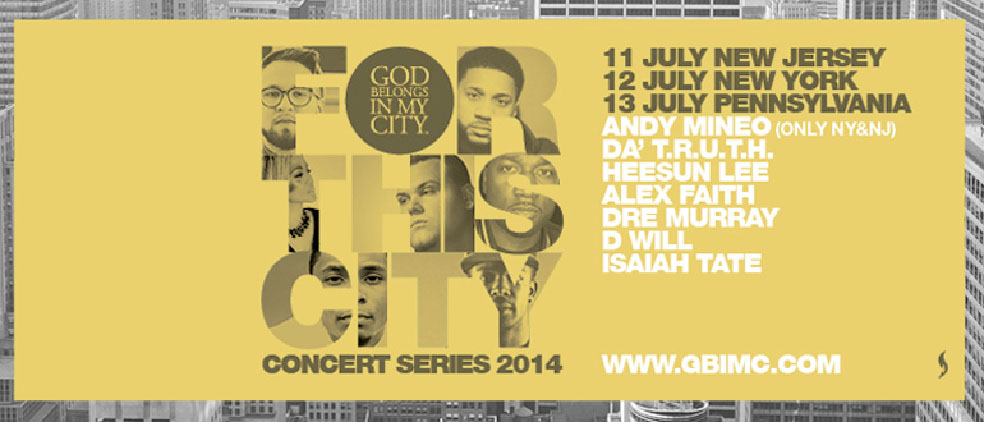 FOR
THIS
CITY
GOD
BELONGS
IN MY
CITY.
CONCERT SERIES 2014
11 JULY NEW JERSEY
12 JULY NEW YORK
13 JULY PENNSYLVANIA
ANDY MINEO (ONLY NY&NJ)
DA' T.R.U.T.H.
HEESUN LEE
ALEX FAITH
DRE MURRAY
D WILL
ISAIAH TATE
WWW.GBIMC.COM